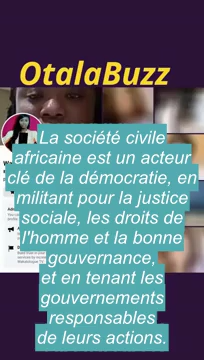 OtalaBuzz
La société civile
africaine est un acteur
clé de la démocratie, en
militant pour la justice
sociale, les droits de
l'homme et la bonne
gouvernance,
et en tenant les
gouvernements
responsables
de leurs actions.